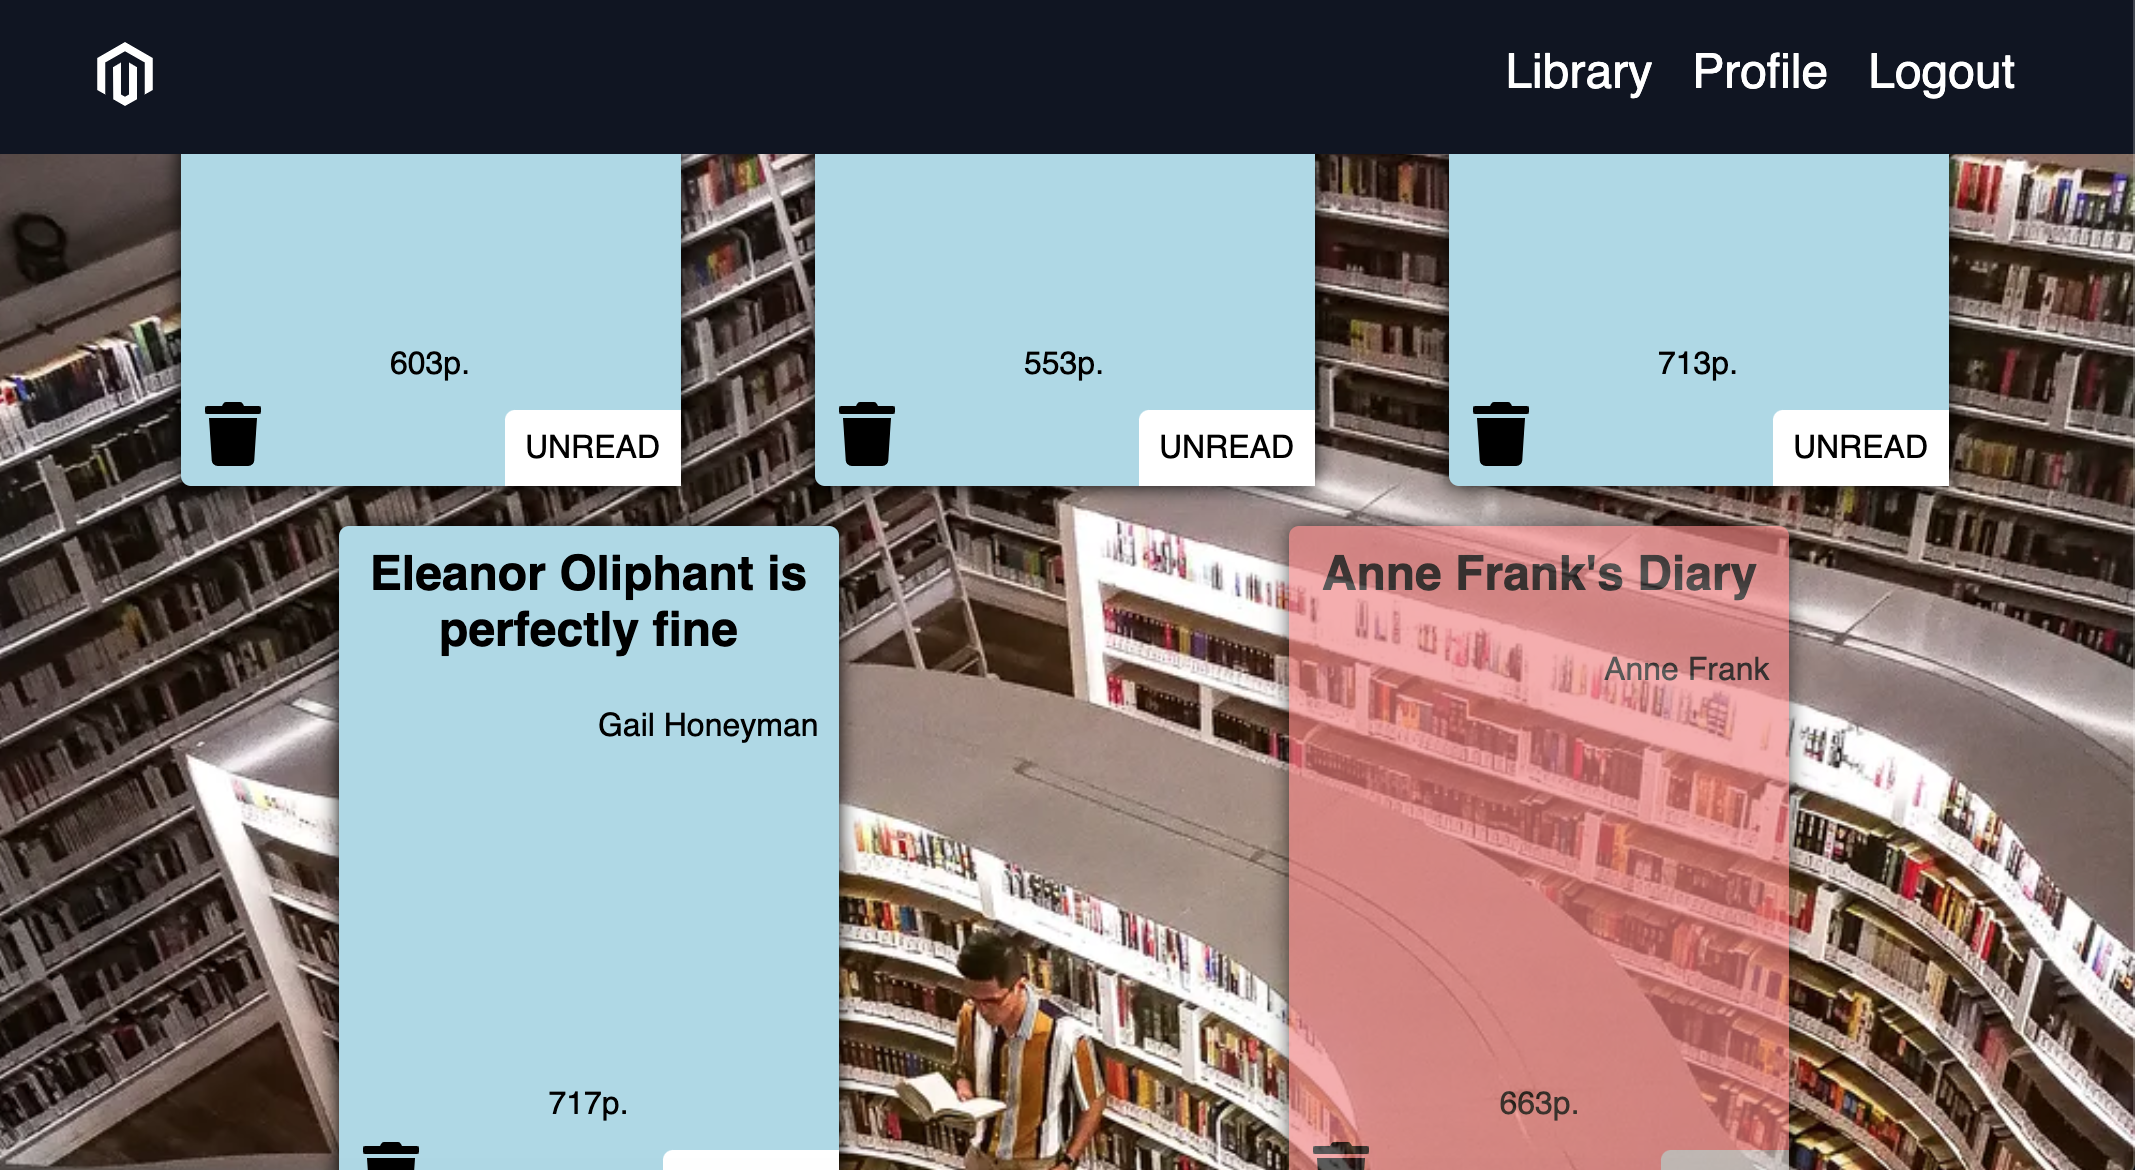 Library Profile Logout
603p.
553p.
713p.
UNREAD
UNREAD
UNREAD
Eleanor Oliphant is
perfectly fine
Gail Honeyman
717p.
Anne Frank's Diary
Anne Frank
663p.